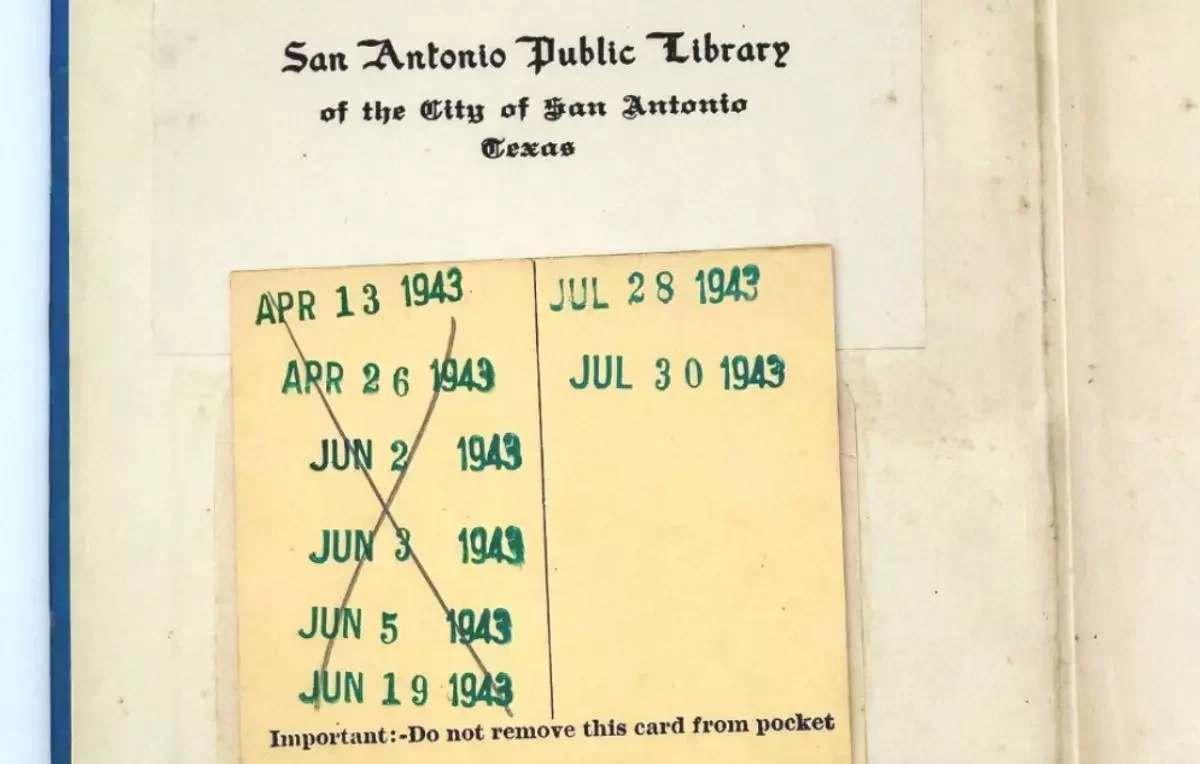 San Antonio Public Library
of the City of San Antonio
Texas
APR 13 1943
APR 26 1943
JUN 2 1943
JUN 3 1943
JUN 5 1943
JUN 19 1943
JUL 28 1943
JUL 30 1943
Important:-Do not remove this card from pocket